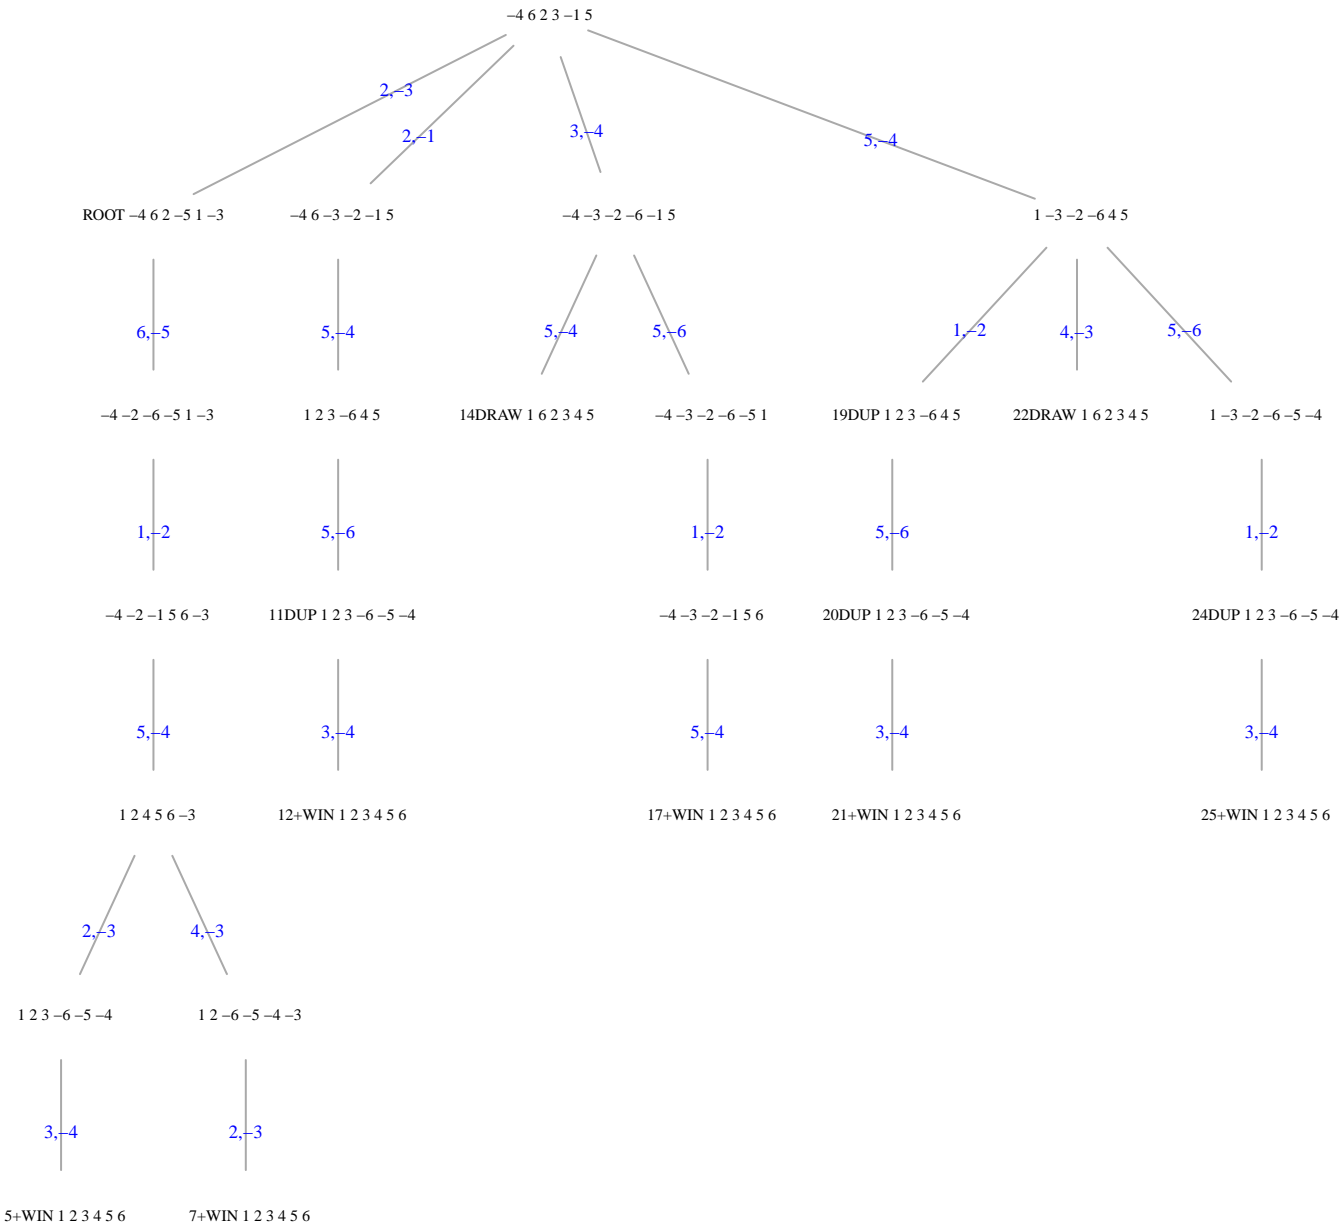 –4 6 2 3 –1 5
2,–3
2,–1
3,–4
5,–4
ROOT –4 6 2 –5 1 –3
–4 6 –3 –2 –1 5
–4 –3 –2 –6 –1 5
1 –3 –2 –6 4 5
6,–5
5,–4
5,–4
5,–6
1,–2
4,–3
5,–6
–4 –2 –6 –5 1 –3
1 2 3 –6 4 5
14DRAW 1 6 2 3 4 5
–4 –3 –2 –6 –5 1
19DUP 1 2 3 –6 4 5
22DRAW 1 6 2 3 4 5
1 –3 –2 –6 –5 –4
1,–2
5,–6
1,–2
5,–6
1,–2
–4 –2 –1 5 6 –3
11DUP 1 2 3 –6 –5 –4
–4 –3 –2 –1 5 6
20DUP 1 2 3 –6 –5 –4
24DUP 1 2 3 –6 –5 –4
5,–4
3,–4
5,–4
3,–4
3,–4
1 2 4 5 6 –3
12+WIN 1 2 3 4 5 6
17+WIN 1 2 3 4 5 6
21+WIN 1 2 3 4 5 6
25+WIN 1 2 3 4 5 6
2,–3
4,–3
1 2 3 –6 –5 –4
1 2 –6 –5 –4 –3
3,–4
2,–3
5+WIN 1 2 3 4 5 6
7+WIN 1 2 3 4 5 6